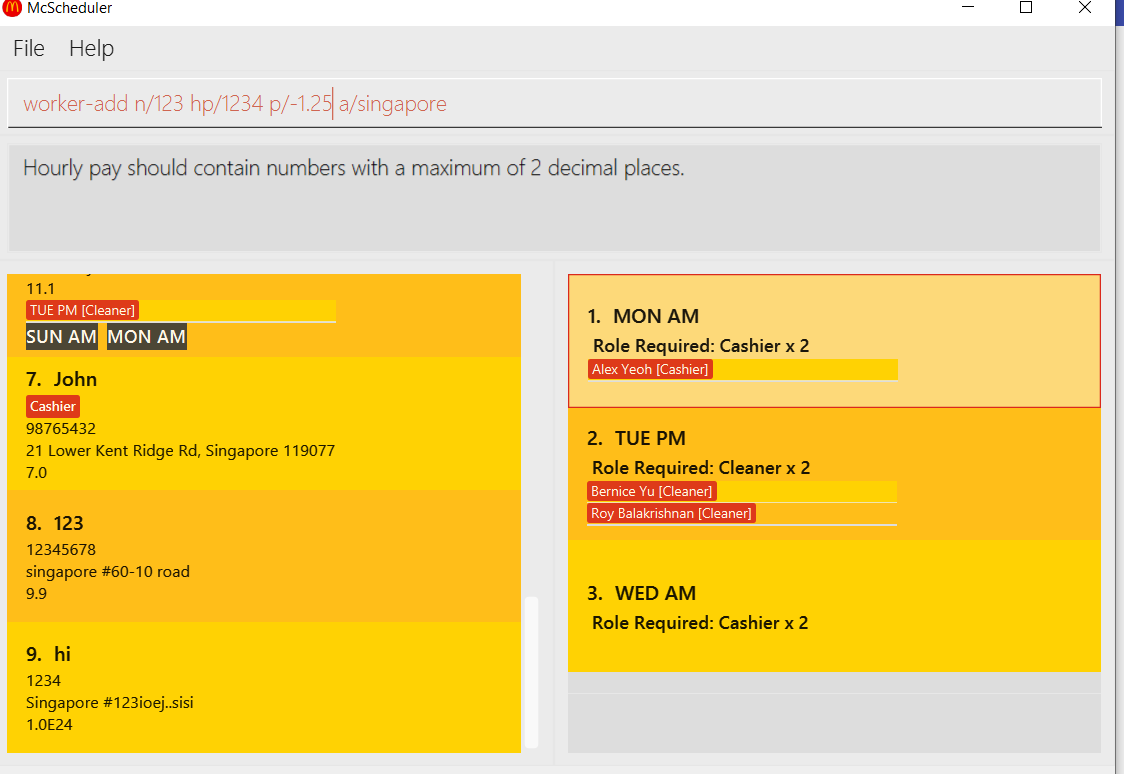 McScheduler
File Help
worker-add n/123 hp/1234 p/-1.25 a/singapore
Hourly pay should contain numbers with a maximum of 2 decimal places.
11.1
TUE PM [Cleaner]
SUN AM MON AM
7. John
Cashier
98765432
21 Lower Kent Ridge Rd, Singapore 119077
7.0
8. 123
12345678
singapore #60-10 road
9.9
9. hi
1234
Singapore #123ioej..sisi
1.0E24
1. MON AM
Role Required: Cashier x 2
Alex Yeoh [Cashier]
2. TUE PM
Role Required: Cleaner x 2
Bernice Yu [Cleaner]
Roy Balakrishnan [Cleaner]
3. WED AM
Role Required: Cashier x 2